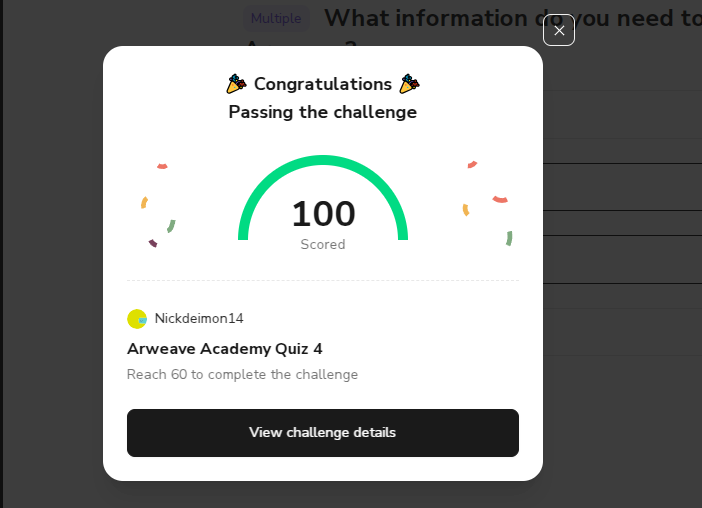 Multiple What information do you need to
Congratulations
Passing the challenge
100
Scored
Nickdeimon14
Arweave Academy Quiz 4
Reach 60 to complete the challenge
View challenge details